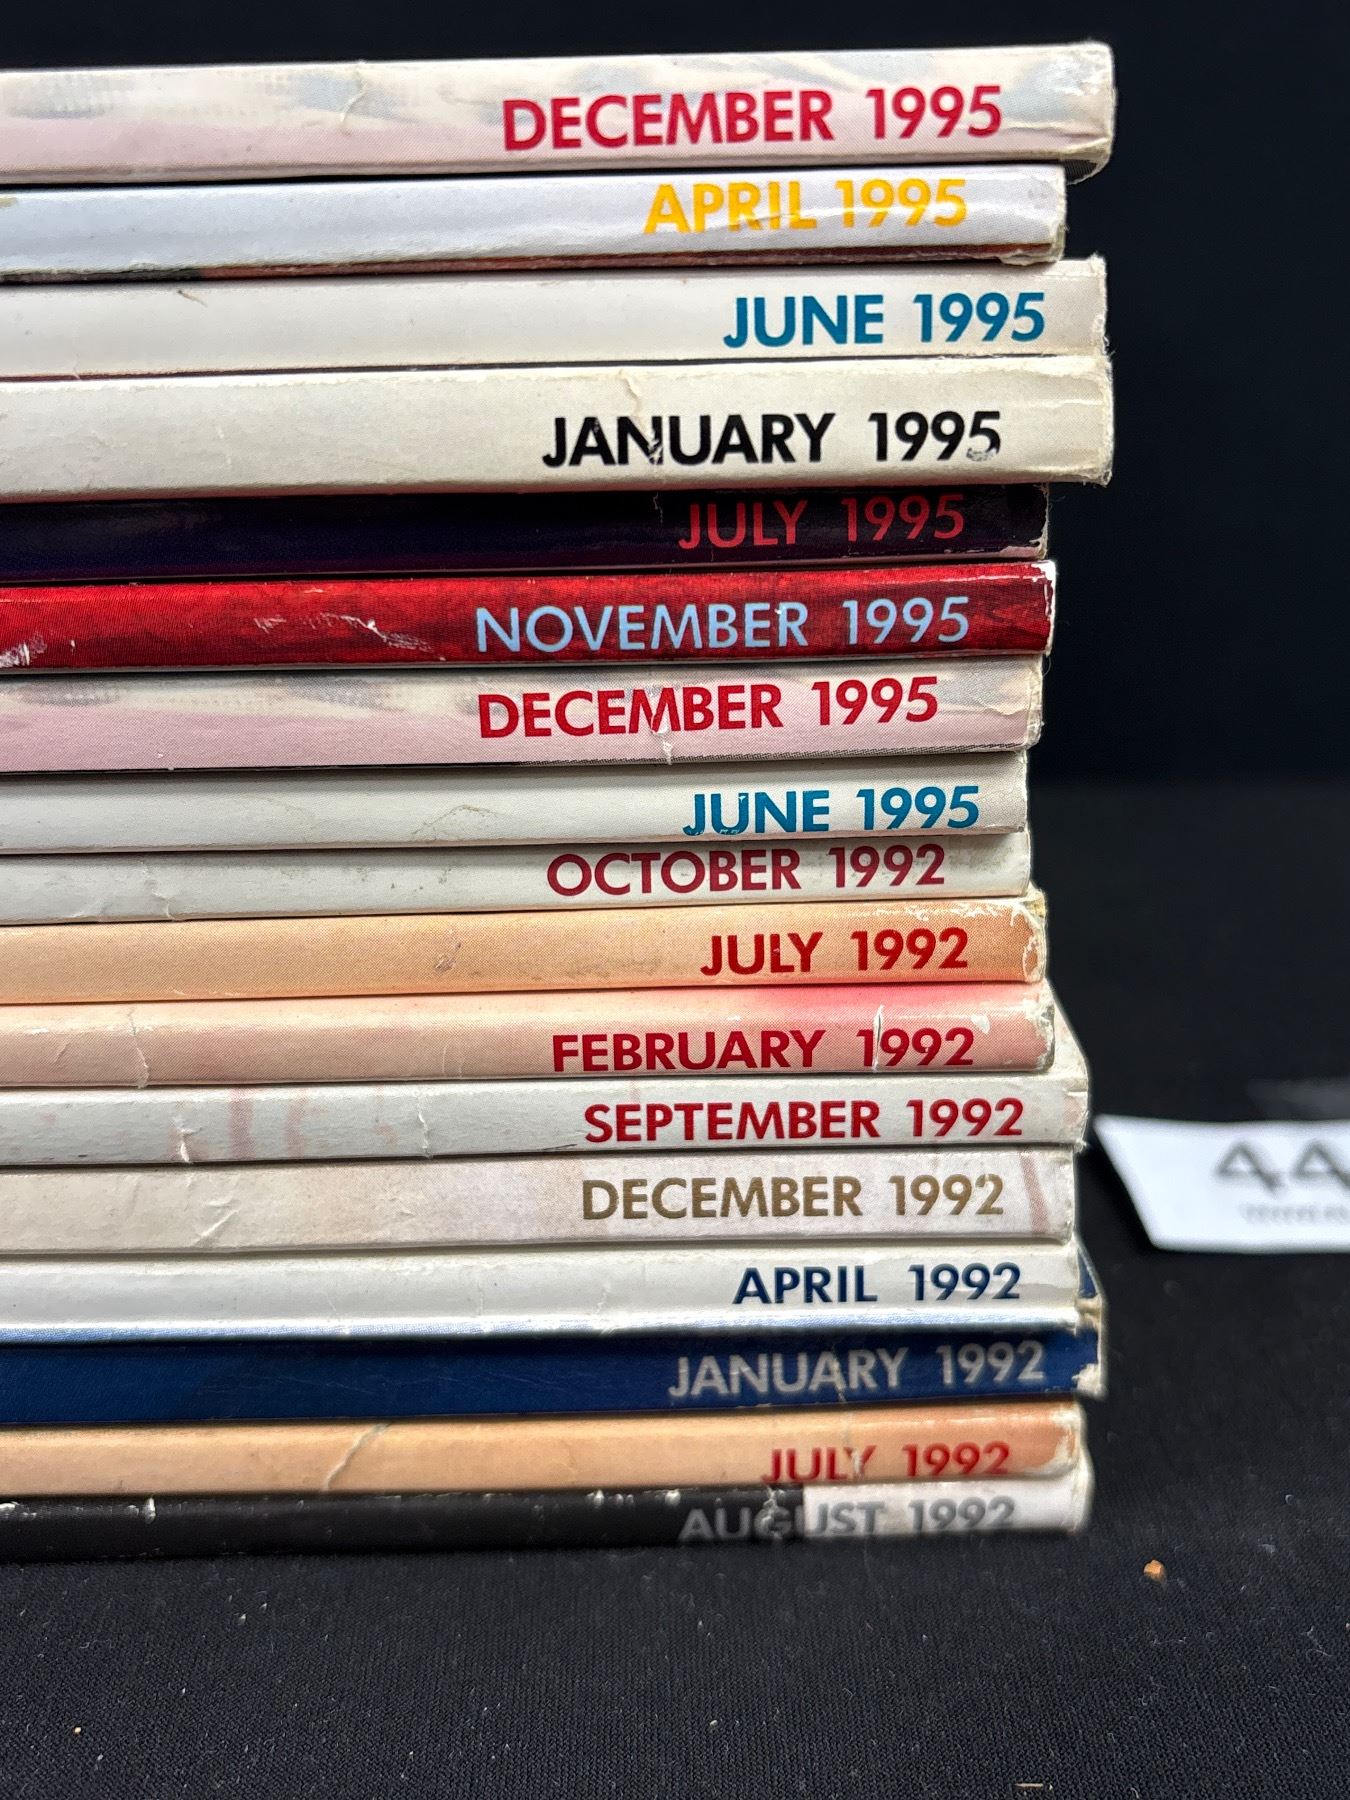 DECEMBER 1995
APRIL 1995
JUNE 1995
JANUARY 1995
JULY 1995
NOVEMBER 1995
DECEMBER 1995
JUNE 1995
OCTOBER 1992
JULY 1992
FEBRUARY 1992
SEPTEMBER 1992
DECEMBER 1992
APRIL 1992
JANUARY 1992
JULY 1992
AUGUST 1992
44